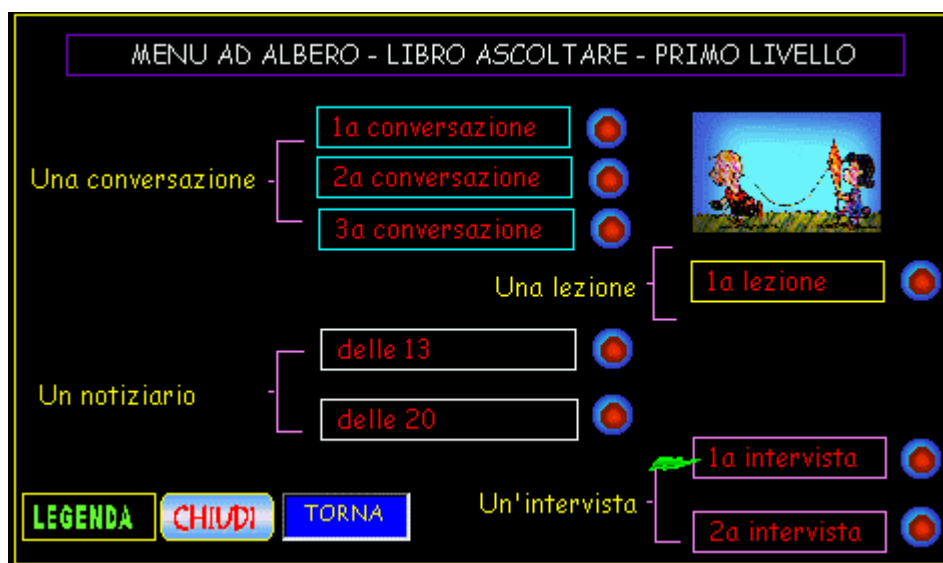 MENU AD ALBERO - LIBRO ASCOLTARE - PRIMO LIVELLO
Una conversazione
1a conversazione
2a conversazione
3a conversazione
Una lezione
1a lezione
Un notiziario
delle 13
delle 20
Un'intervista
1a intervista
2a intervista
LEGENDA
CHIUDI
TORNA